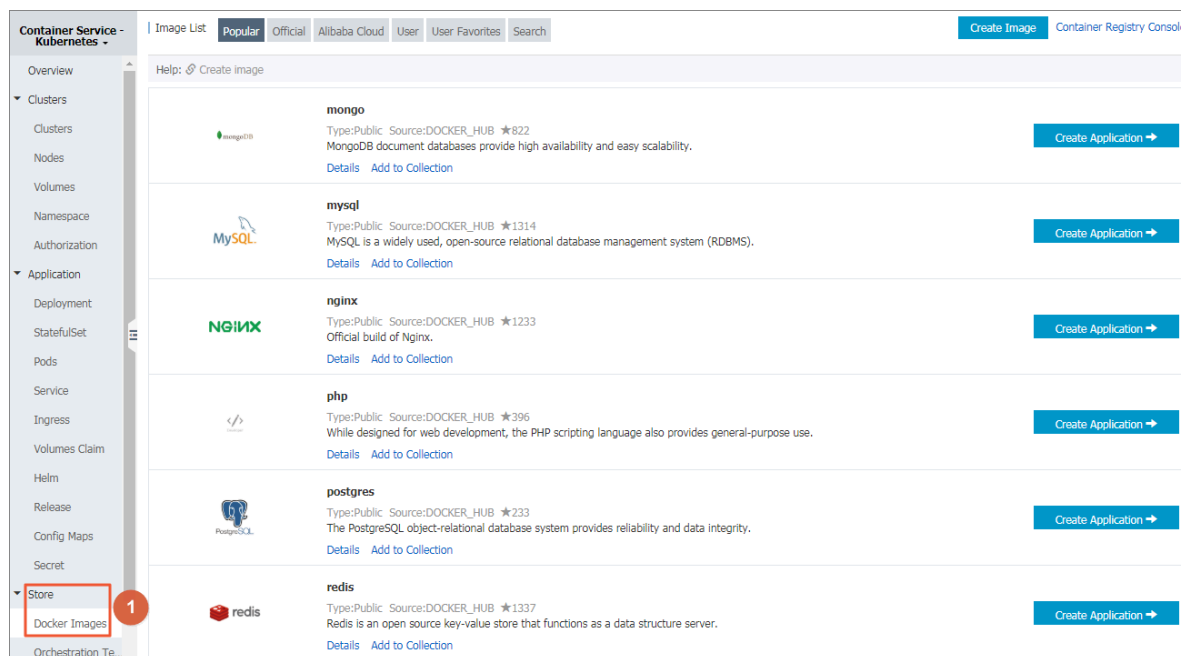 Container Service -
Kubernetes
Overview
Clusters
Clusters
Nodes
Volumes
Namespace
Authorization
Application
Deployment
StatefulSet
Pods
Service
Ingress
Volumes Claim
Helm
Release
Config Maps
Secret
Store
1
Docker Images
Orchestration Te...
Image List Popular Official Alibaba Cloud User User Favorites Search Create Image Container Registry Consol
Help: Create image
mongoDB
mongo
Type:Public Source:DOCKER_HUB ★822
MongoDB document databases provide high availability and easy scalability.
Details Add to Collection
Create Application
MySQL
mysql
Type:Public Source:DOCKER_HUB ★1314
MySQL is a widely used, open-source relational database management system (RDBMS).
Details Add to Collection
Create Application
NGINX
nginx
Type:Public Source:DOCKER_HUB ★1233
Official build of Nginx.
Details Add to Collection
Create Application
php
Type:Public Source:DOCKER_HUB ★396
While designed for web development, the PHP scripting language also provides general-purpose use.
Details Add to Collection
Create Application
PostgreSQL
postgres
Type:Public Source:DOCKER_HUB ★233
The PostgreSQL object-relational database system provides reliability and data integrity.
Details Add to Collection
Create Application
redis
redis
Type:Public Source:DOCKER_HUB ★1337
Redis is an open source key-value store that functions as a data structure server.
Details Add to Collection
Create Application